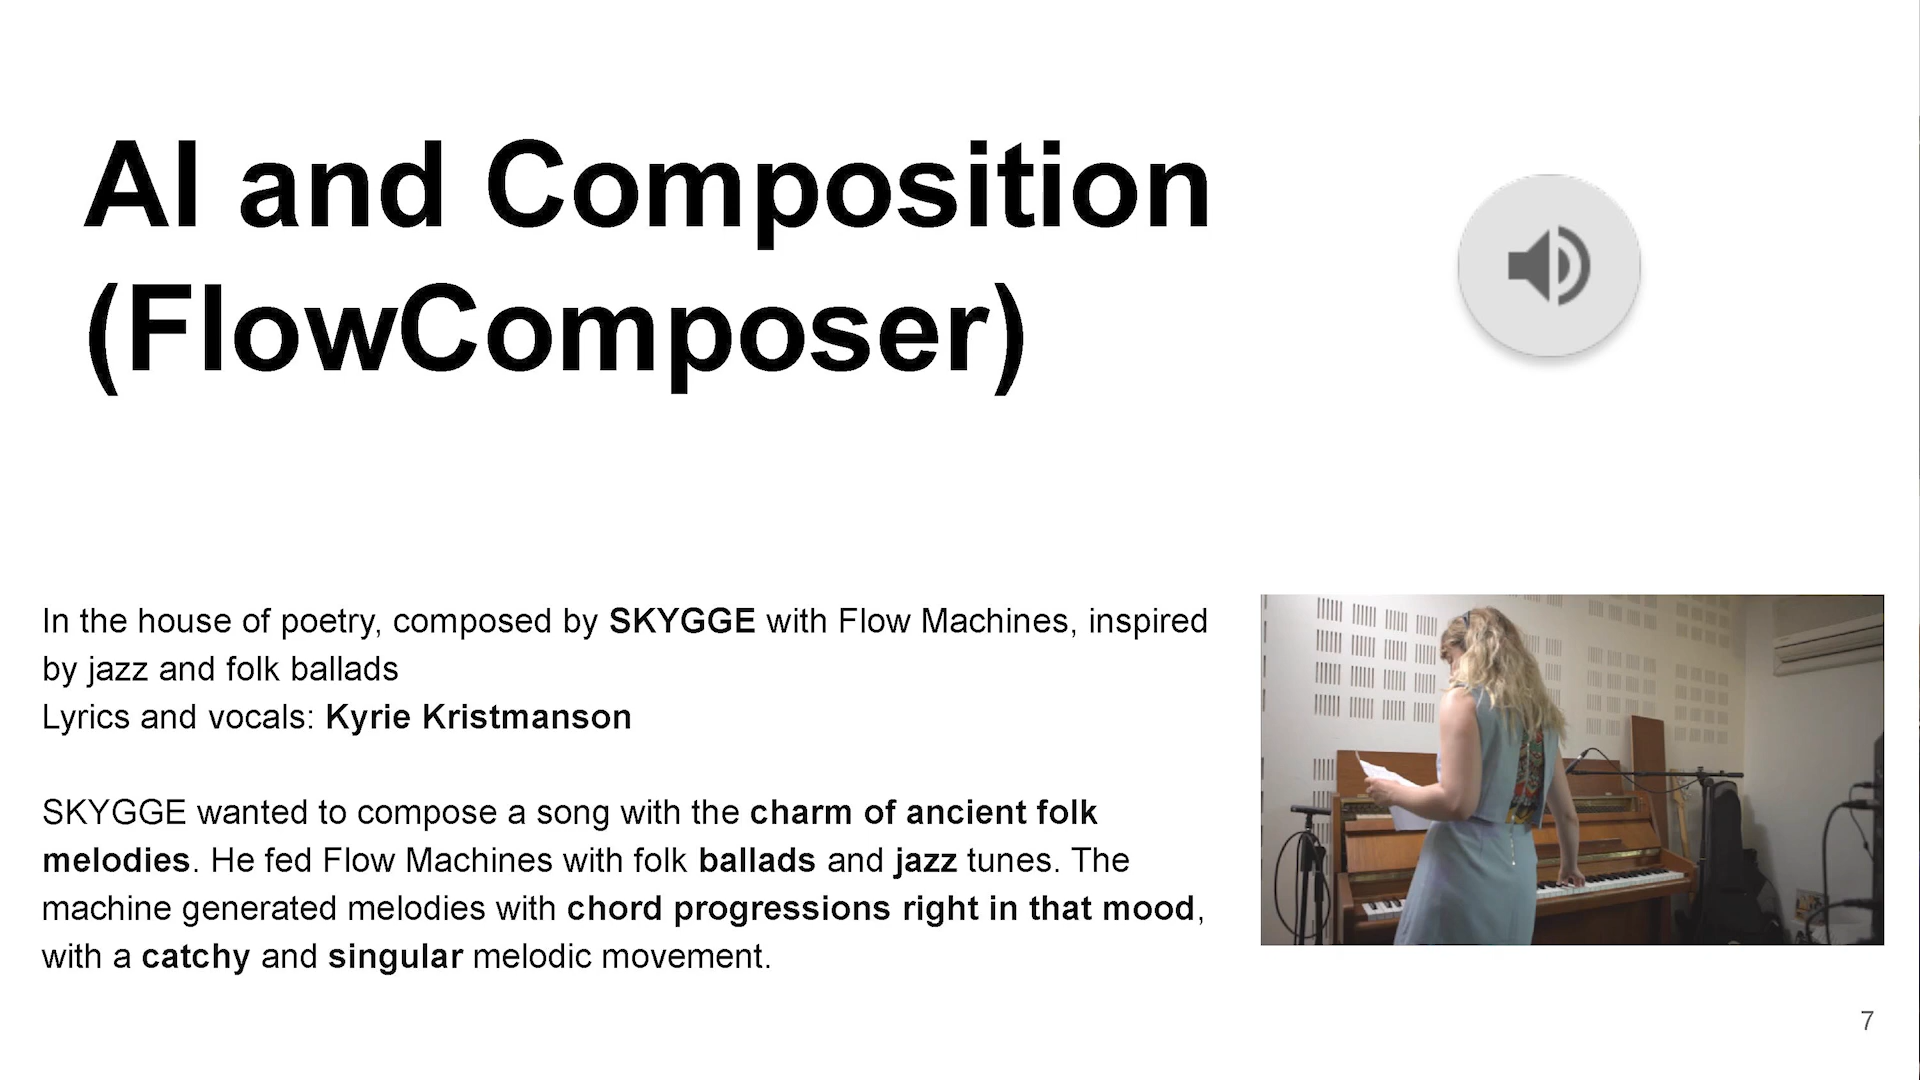 AI and Composition
(FlowComposer)
In the house of poetry, composed by SKYGGE with Flow Machines, inspired
by jazz and folk ballads
Lyrics and vocals: Kyrie Kristmanson
SKYGGE wanted to compose a song with the charm of ancient folk
melodies. He fed Flow Machines with folk ballads and jazz tunes. The
machine generated melodies with chord progressions right in that mood,
with a catchy and singular melodic movement.
7